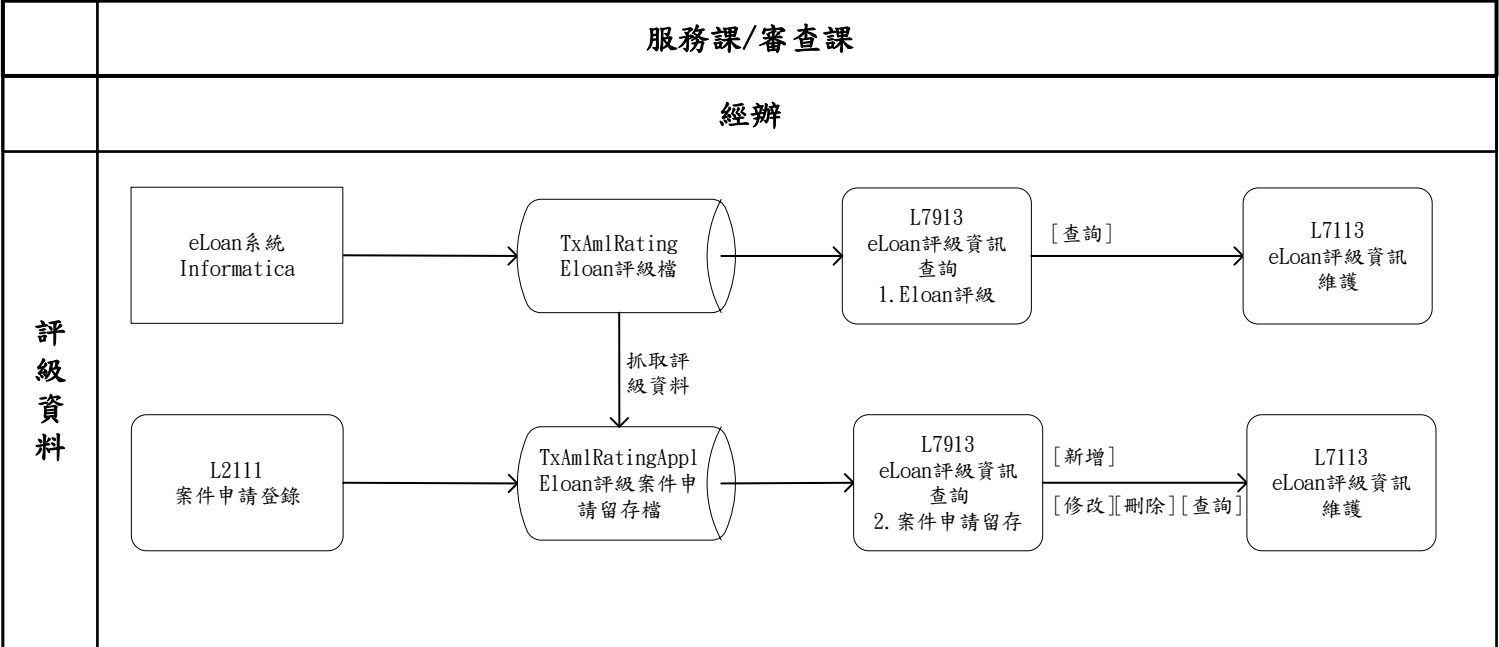 服務課/審查課
經辦
評級資料
eLoan系統
Informatica
TxAmlRating
Eloan評級檔
L7913
eLoan評級資訊
查詢
1.Eloan評級
[查詢]
L7113
eLoan評級資訊
維護
抓取評
級資料
L2111
案件申請登錄
TxAmlRatingAppl
Eloan評級案件申
請留存檔
L7913
eLoan評級資訊
查詢
2.案件申請留存
[新增]
[修改][刪除][查詢]
L7113
eLoan評級資訊
維護